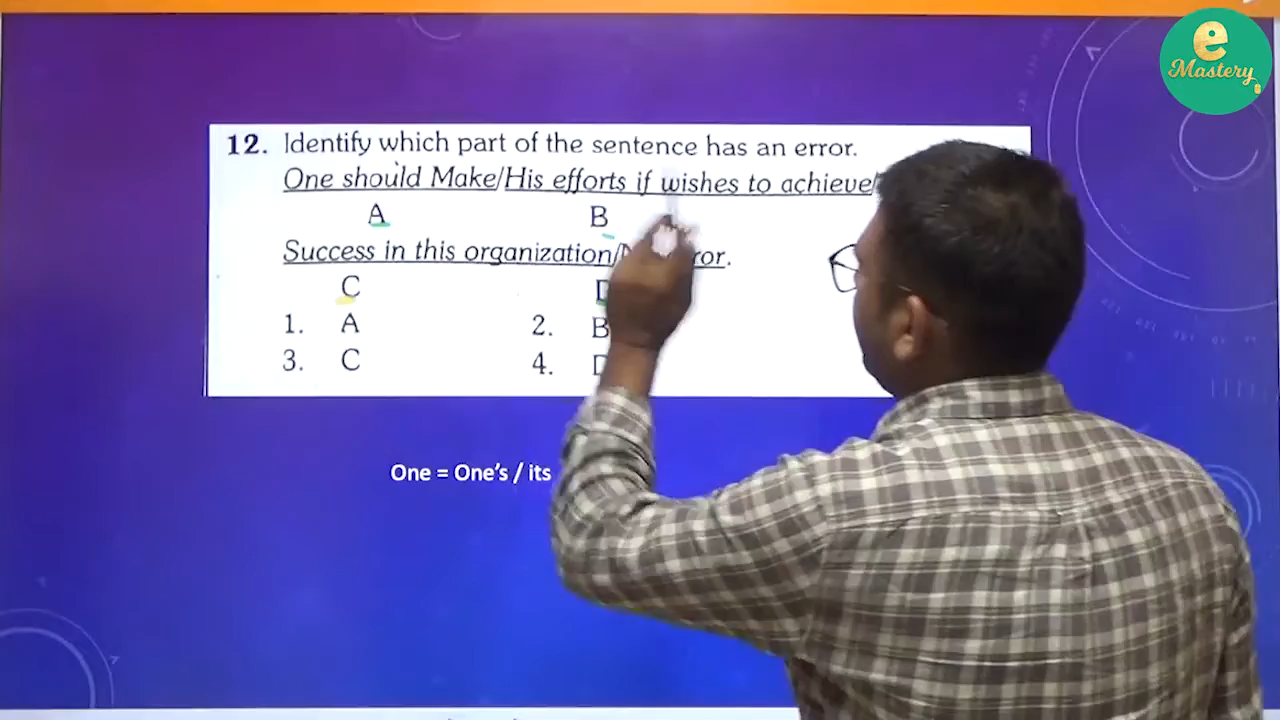 e
Mastery
12. Identify which part of the sentence has an error.
One should Make/His efforts if wishes to achieve/
A B
Success in this organization/
C
1. A 2. B
3. C 4.
One = One's / its